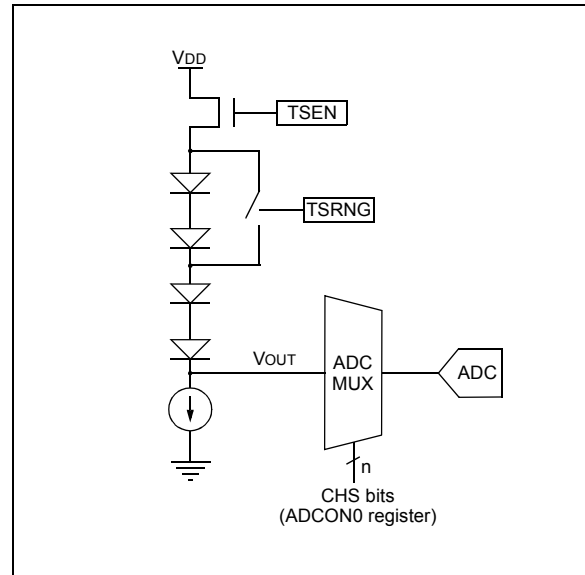 VDD
TSEN
TSRNG
VOUT
ADC
MUX
ADC
n
CHS bits
(ADCON0 register)